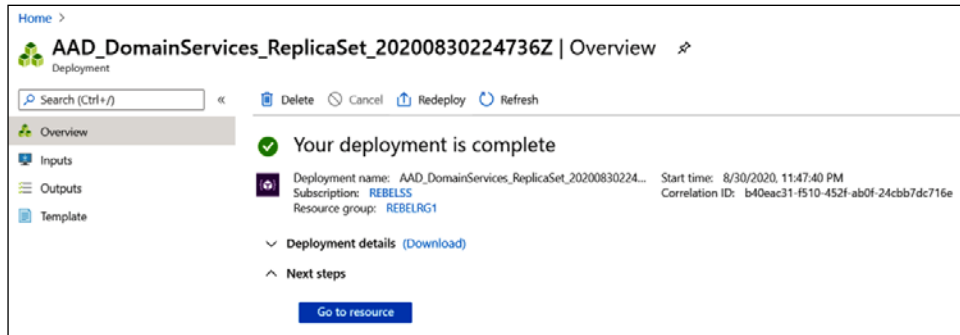 Home >
AAD_DomainServices_ReplicaSet_20200830224736Z | Overview
Deployment
Search (Ctrl+/)
«
Delete Cancel Redeploy Refresh
Overview
Inputs
Outputs
Template
Your deployment is complete
Deployment name: AAD_DomainServices_ReplicaSet_20200830224... Start time: 8/30/2020, 11:47:40 PM
Subscription: REBELSS Correlation ID: b40eac31-f510-452f-ab0f-24cbb7dc716e
Resource group: REBELRG1
Deployment details (Download)
Next steps
Go to resource